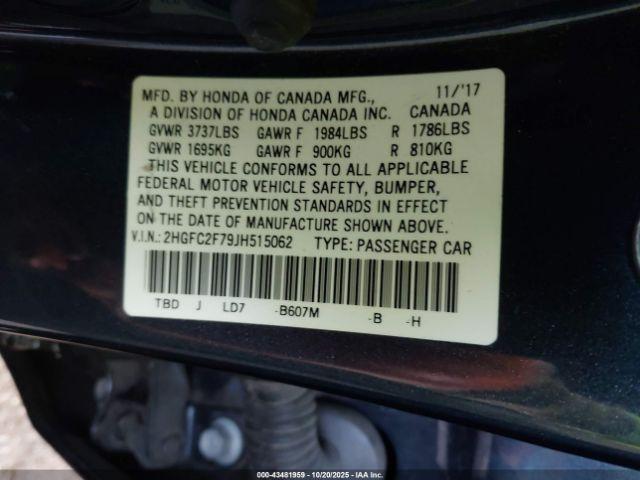 MFD. BY HONDA OF CANADA MFG., 11/'17
A DIVISION OF HONDA CANADA INC. CANADA
GVWR 3737LBS GAWR F 1984LBS R 1786LBS
GVWR 1695KG GAWR F 900KG R 810KG
THIS VEHICLE CONFORMS TO ALL APPLICABLE
FEDERAL MOTOR VEHICLE SAFETY, BUMPER,
AND THEFT PREVENTION STANDARDS IN EFFECT
ON THE DATE OF MANUFACTURE SHOWN ABOVE.
V.I.N.: 2HGFC2F79JH515062 TYPE: PASSENGER CAR
TBD J LD7 -B607M -B -H
000-43481959 | 10/20/2025 | IAA Inc.